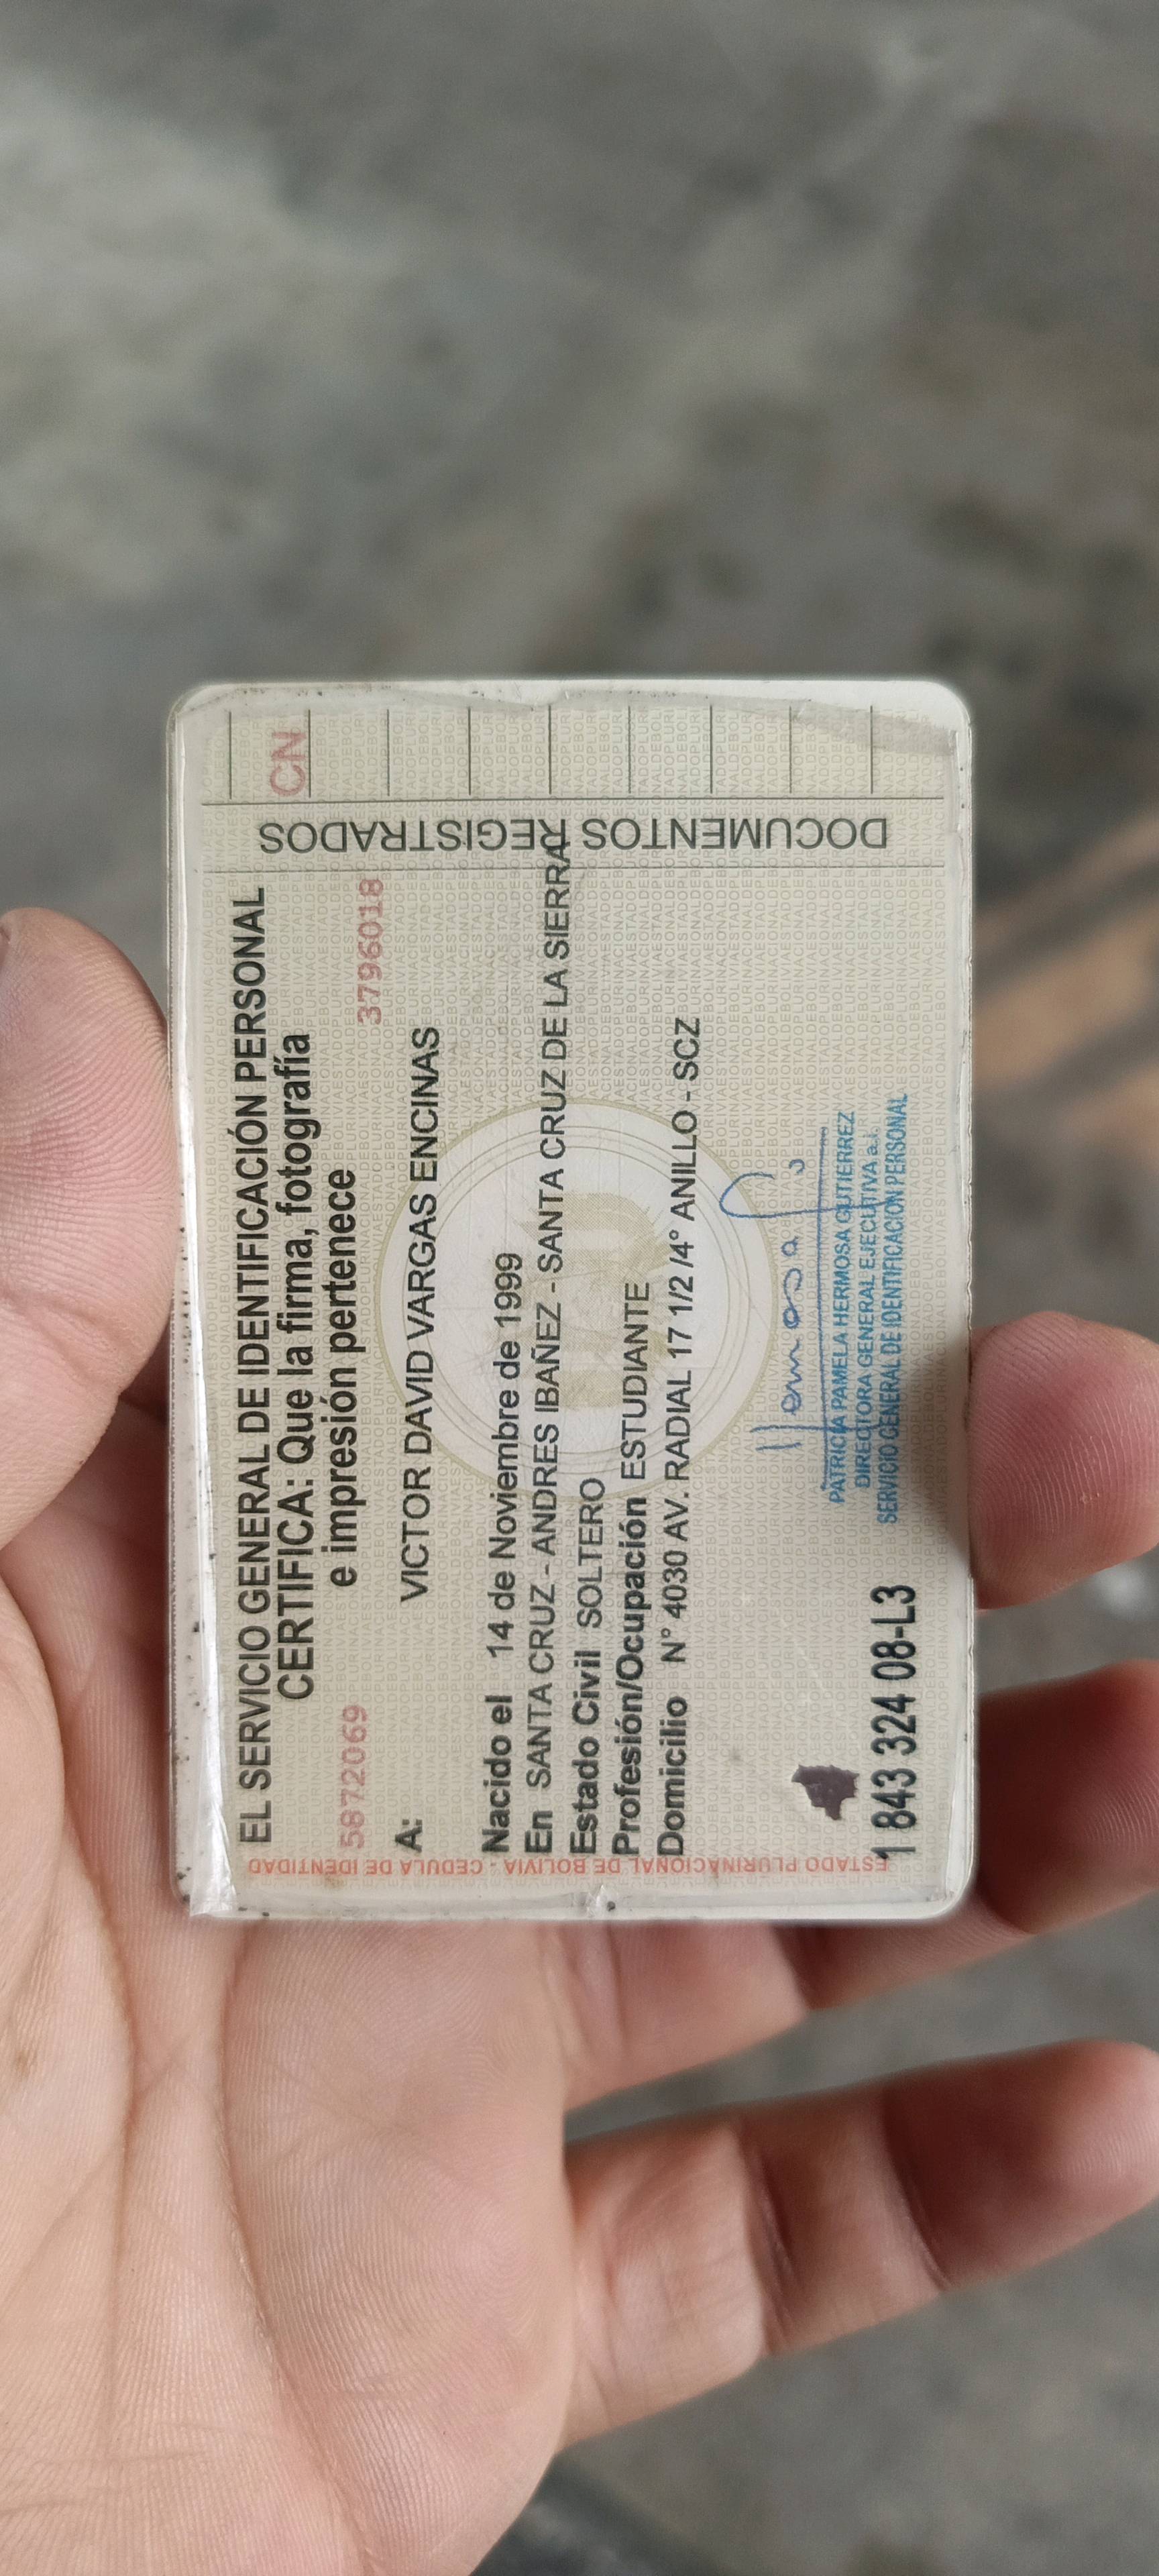 EL SERVICIO GENERAL DE IDENTIFICACIÓN PERSONAL
CERTIFICA: Que la firma, fotografía
e impresión pertenece
5872069
3796018
A: VICTOR DAVID VARGAS ENCINAS
Nacido el 14 de Noviembre de 1999
En SANTA CRUZ - ANDRES IBAÑEZ - SANTA CRUZ DE LA SIERRA
Estado Civil SOLTERO
Profesión/Ocupación ESTUDIANTE
Domicilio N° 4030 AV. RADIAL 17 1/2 /4° ANILLO - SCZ
Hermosa
PATRICIA PAMELA HERMOSA GUTIERREZ
DIRECTORA GENERAL EJECUTIVA a.i.
SERVICIO GENERAL DE IDENTIFICACION PERSONAL
1 843 324 08-L3
ESTADO PLURINACIONAL DE BOLIVIA - CEDULA DE IDENTIDAD
DOCUMENTOS REGISTRADOS
CN